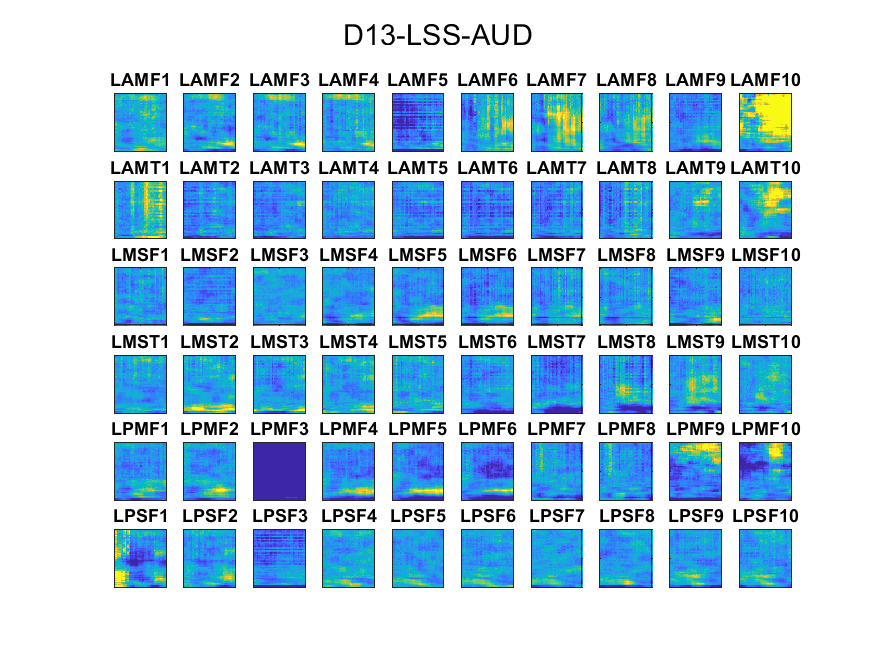 D13-LSS-AUD
LAMF1 LAMF2 LAMF3 LAMF4 LAMF5 LAMF6 LAMF7 LAMF8 LAMF9 LAMF10
LAMT1 LAMT2 LAMT3 LAMT4 LAMT5 LAMT6 LAMT7 LAMT8 LAMT9 LAMT10
LMSF1 LMSF2 LMSF3 LMSF4 LMSF5 LMSF6 LMSF7 LMSF8 LMSF9 LMSF10
LMST1 LMST2 LMST3 LMST4 LMST5 LMST6 LMST7 LMST8 LMST9 LMST10
LPMF1 LPMF2 LPMF3 LPMF4 LPMF5 LPMF6 LPMF7 LPMF8 LPMF9 LPMF10
LPSF1 LPSF2 LPSF3 LPSF4 LPSF5 LPSF6 LPSF7 LPSF8 LPSF9 LPSF10